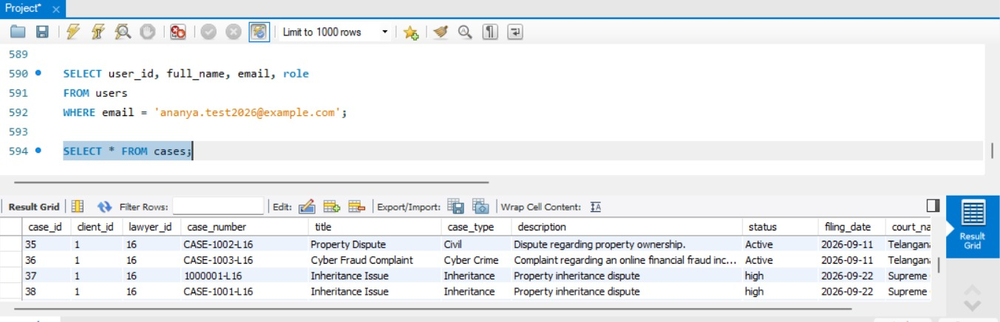 Project*
Limit to 1000 rows
589
590 SELECT user_id, full_name, email, role
591 FROM users
592 WHERE email = 'ananya.test2026@example.com';
593
594 SELECT * FROM cases;
Result Grid Filter Rows: Edit: Export/Import: Wrap Cell Content:
case_id client_id lawyer_id case_number title case_type description status filing_date court_na
35 1 16 CASE-1002-L16 Property Dispute Civil Dispute regarding property ownership. Active 2026-09-11 Telangan
36 1 16 CASE-1003-L16 Cyber Fraud Complaint Cyber Crime Complaint regarding an online financial fraud inc... Active 2026-09-11 Telangan
37 1 16 1000001-L16 Inheritance Issue Inheritance Property inheritance dispute high 2026-09-22 Supreme
38 1 16 CASE-1001-L16 Inheritance Issue Inheritance Property inheritance dispute high 2026-09-22 Supreme
Result
Grid